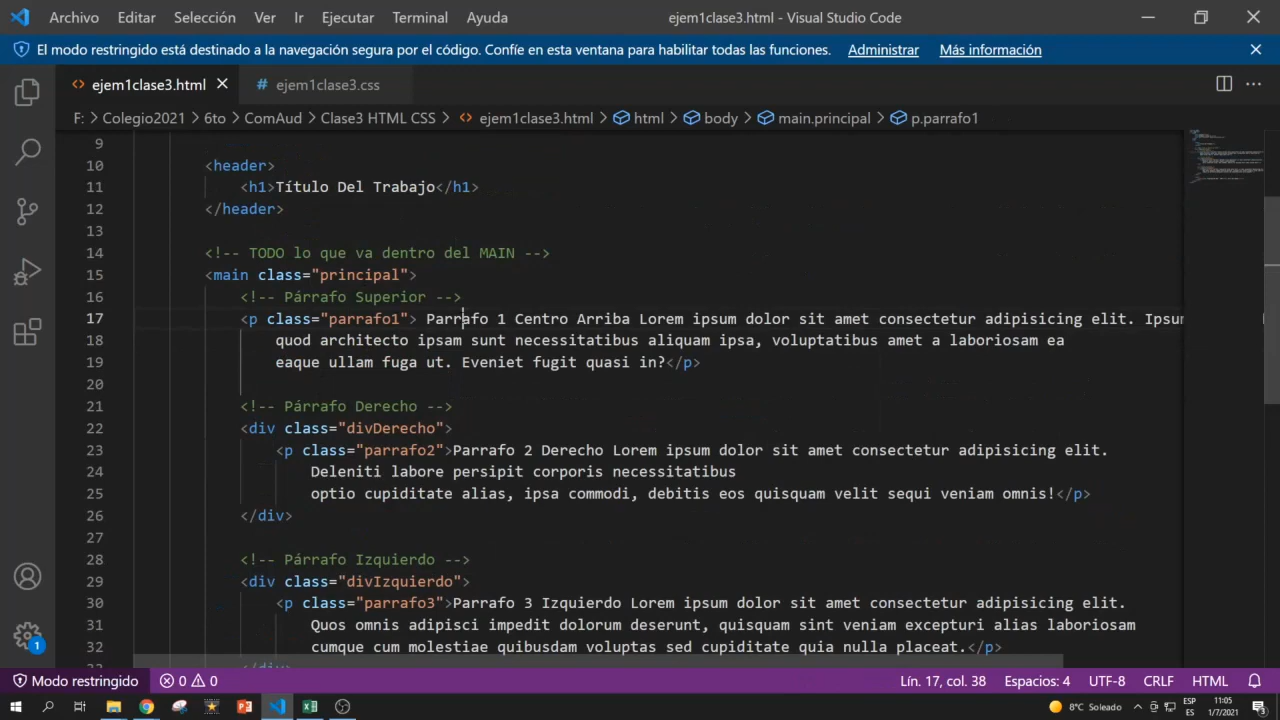 Archivo Editar Selección Ver Ir Ejecutar Terminal Ayuda ejem1clase3.html - Visual Studio Code
El modo restringido está destinado a la navegación segura por el código. Confíe en esta ventana para habilitar todas las funciones. Administrar Más información
ejem1clase3.html # ejem1clase3.css
F: > Colegio2021 > 6to > ComAud > Clase3 HTML CSS > ejem1clase3.html > html > body > main.principal > p.parrafo1
9
10 <header>
11 <h1>Título Del Trabajo</h1>
12 </header>
13
14 <!-- TODO lo que va dentro del MAIN -->
15 <main class="principal">
16 <!-- Párrafo Superior -->
17 <p class="parrafo1"> Parrafo 1 Centro Arriba Lorem ipsum dolor sit amet consectetur adipisicing elit. Ipsum
18 quod architecto ipsam sunt necessitatibus aliquam ipsa, voluptatibus amet a laboriosam ea
19 eaque ullam fuga ut. Eveniet fugit quasi in?</p>
20
21 <!-- Párrafo Derecho -->
22 <div class="divDerecho">
23 <p class="parrafo2">Parrafo 2 Derecho Lorem ipsum dolor sit amet consectetur adipisicing elit.
24 Deleniti labore persipit corporis necessitatibus
25 optio cupiditate alias, ipsa commodi, debitis eos quisquam velit sequi veniam omnis!</p>
26 </div>
27
28 <!-- Párrafo Izquierdo -->
29 <div class="divIzquierdo">
30 <p class="parrafo3">Parrafo 3 Izquierdo Lorem ipsum dolor sit amet consectetur adipisicing elit.
31 Quos omnis adipisci impedit dolorum deserunt, quisquam sint veniam excepturi alias laboriosam
32 cumque cum molestiae quibusdam voluptas sed cupiditate quia nulla placeat.</p>
33 </div>
Modo restringido 0 0 Lín. 17, col. 38 Espacios: 4 UTF-8 CRLF HTML
8°C Soleado ESP 11:05
ES 1/7/2021